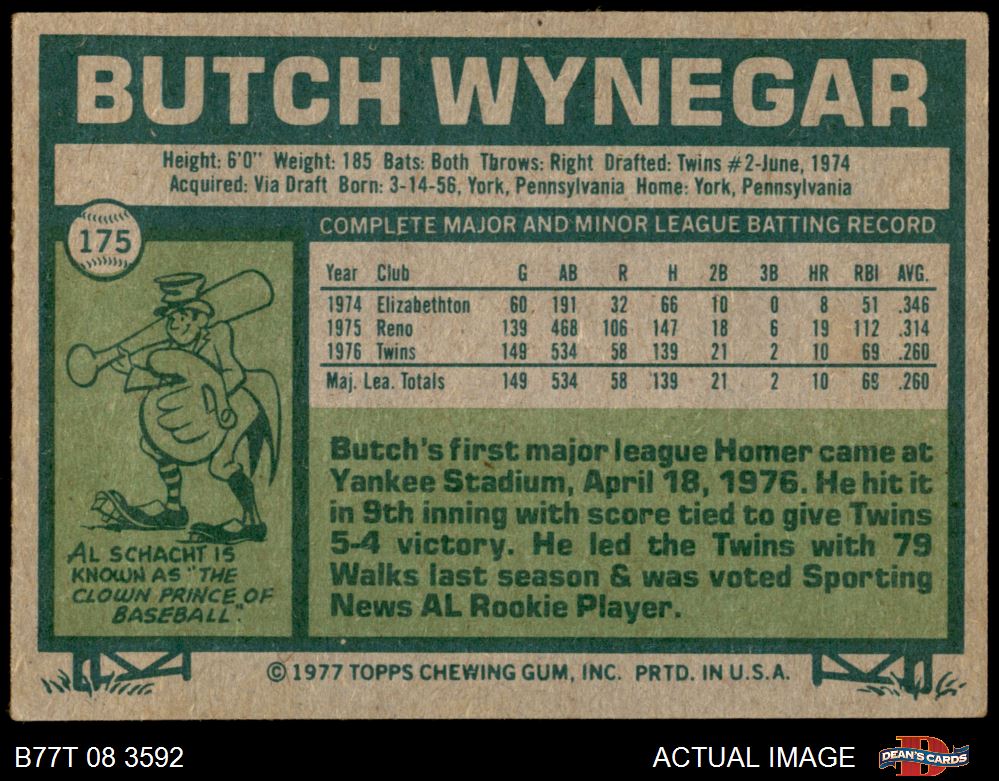 BUTCH WYNEGAR
Height: 6'0" Weight: 185 Bats: Both Throws: Right Drafted: Twins #2-June, 1974
Acquired: Via Draft Born: 3-14-56, York, Pennsylvania Home: York, Pennsylvania
175
COMPLETE MAJOR AND MINOR LEAGUE BATTING RECORD
Year Club G AB R H 2B 3B HR RBI AVG.
1974 Elizabethton 60 191 32 66 10 0 8 51 .346
1975 Reno 139 468 106 147 18 6 19 112 .314
1976 Twins 149 534 58 139 21 2 10 69 .260
Maj. Lea. Totals 149 534 58 139 21 2 10 69 .260
Butch's first major league Homer came at
Yankee Stadium, April 18, 1976. He hit it
in 9th inning with score tied to give Twins
5-4 victory. He led the Twins with 79
Walks last season & was voted Sporting
News AL Rookie Player.
AL SCHACHT IS
KNOWN AS "THE
CLOWN PRINCE OF
BASEBALL".
© 1977 TOPPS CHEWING GUM, INC. PRTD. IN U.S.A.
B77T 08 3592
ACTUAL IMAGE
DEAN'S CARDS